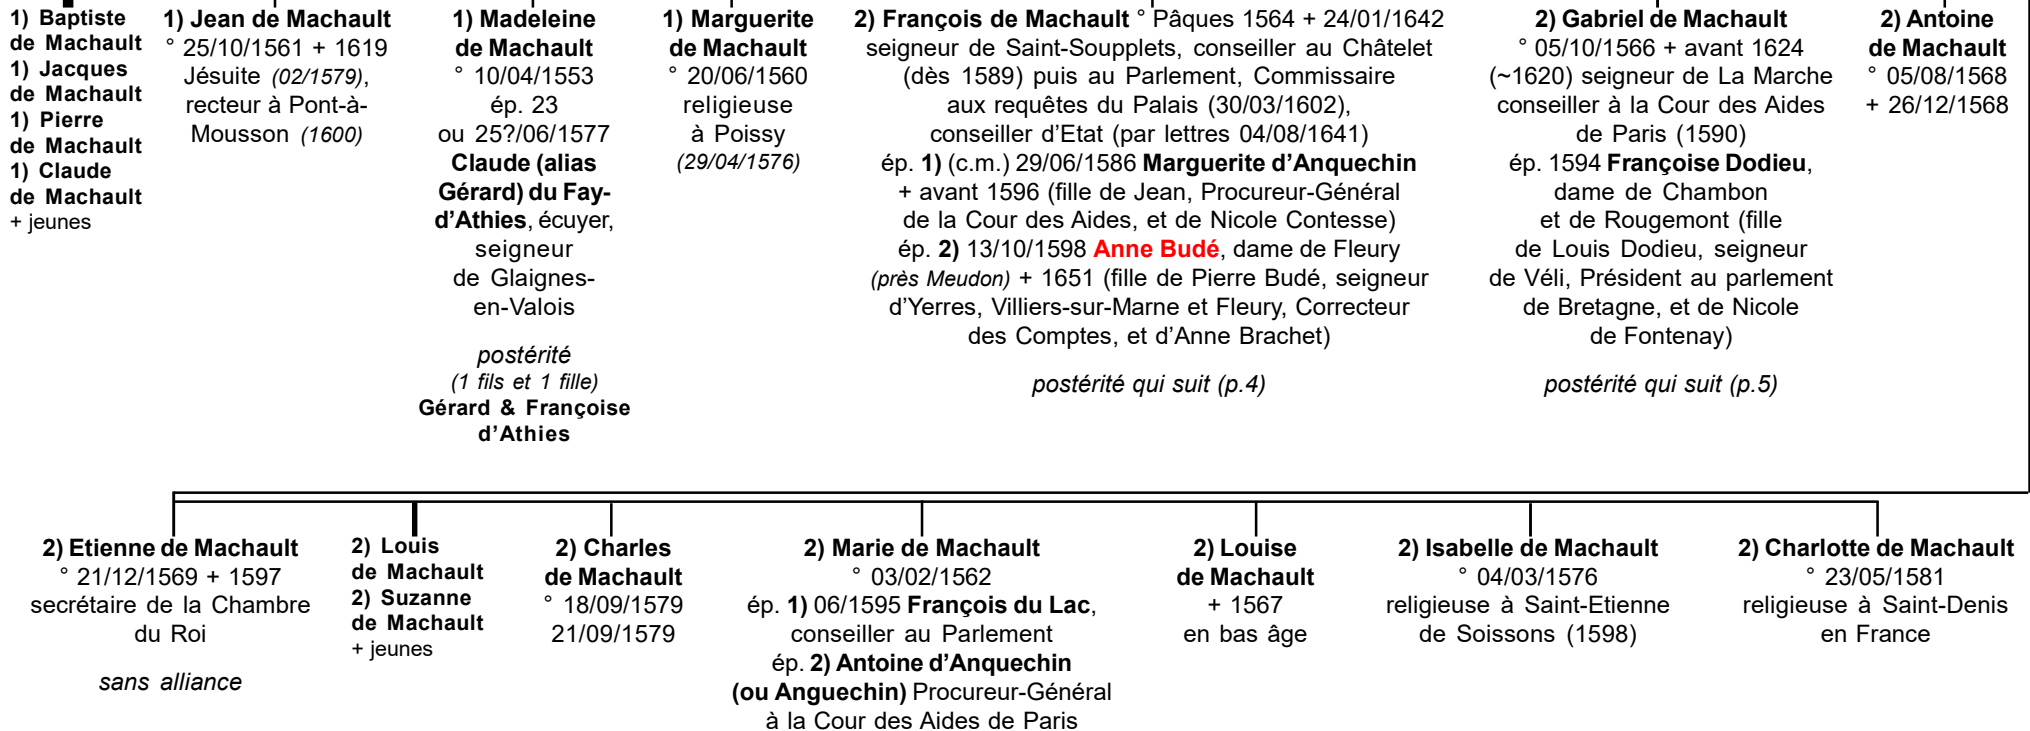 1) Baptiste
de Machault
1) Jacques
de Machault
1) Pierre
de Machault
1) Claude
de Machault
+ jeunes
1) Jean de Machault
° 25/10/1561 + 1619
Jésuite (02/1579),
recteur à Pont-à-
Mousson (1600)
1) Madeleine
de Machault
° 10/04/1553
ép. 23
ou 25?/06/1577
Claude (alias
Gérard) du Fay-
d’Athies, écuyer,
seigneur
de Glaignes-
en-Valois
postérité
(1 fils et 1 fille)
Gérard & Françoise
d’Athies
1) Marguerite
de Machault
° 20/06/1560
religieuse
à Poissy
(29/04/1576)
2) François de Machault ° Pâques 1564 + 24/01/1642
seigneur de Saint-Soupplets, conseiller au Châtelet
(dès 1589) puis au Parlement, Commissaire
aux requêtes du Palais (30/03/1602),
conseiller d’Etat (par lettres 04/08/1641)
ép. 1) (c.m.) 29/06/1586 Marguerite d’Anquechin
+ avant 1596 (fille de Jean, Procureur-Général
de la Cour des Aides, et de Nicole Contesse)
ép. 2) 13/10/1598 Anne Budé, dame de Fleury
(près Meudon) + 1651 (fille de Pierre Budé, seigneur
d’Yerres, Villiers-sur-Marne et Fleury, Correcteur
des Comptes, et d’Anne Brachet)
postérité qui suit (p.4)
2) Gabriel de Machault
° 05/10/1566 + avant 1624
(~1620) seigneur de La Marche
conseiller à la Cour des Aides
de Paris (1590)
ép. 1594 Françoise Dodieu,
dame de Chambon
et de Rougemont (fille
de Louis Dodieu, seigneur
de Véli, Président au parlement
de Bretagne, et de Nicole
de Fontenay)
postérité qui suit (p.5)
2) Antoine
de Machault
° 05/08/1568
+ 26/12/1568
2) Etienne de Machault
° 21/12/1569 + 1597
secrétaire de la Chambre
du Roi
sans alliance
2) Louis
de Machault
2) Suzanne
de Machault
+ jeunes
2) Charles
de Machault
° 18/09/1579
21/09/1579
2) Marie de Machault
° 03/02/1562
ép. 1) 06/1595 François du Lac,
conseiller au Parlement
ép. 2) Antoine d’Anquechin
(ou Anguechin) Procureur-Général
à la Cour des Aides de Paris
2) Louise
de Machault
+ 1567
en bas âge
2) Isabelle de Machault
° 04/03/1576
religieuse à Saint-Etienne
de Soissons (1598)
2) Charlotte de Machault
° 23/05/1581
religieuse à Saint-Denis
en France